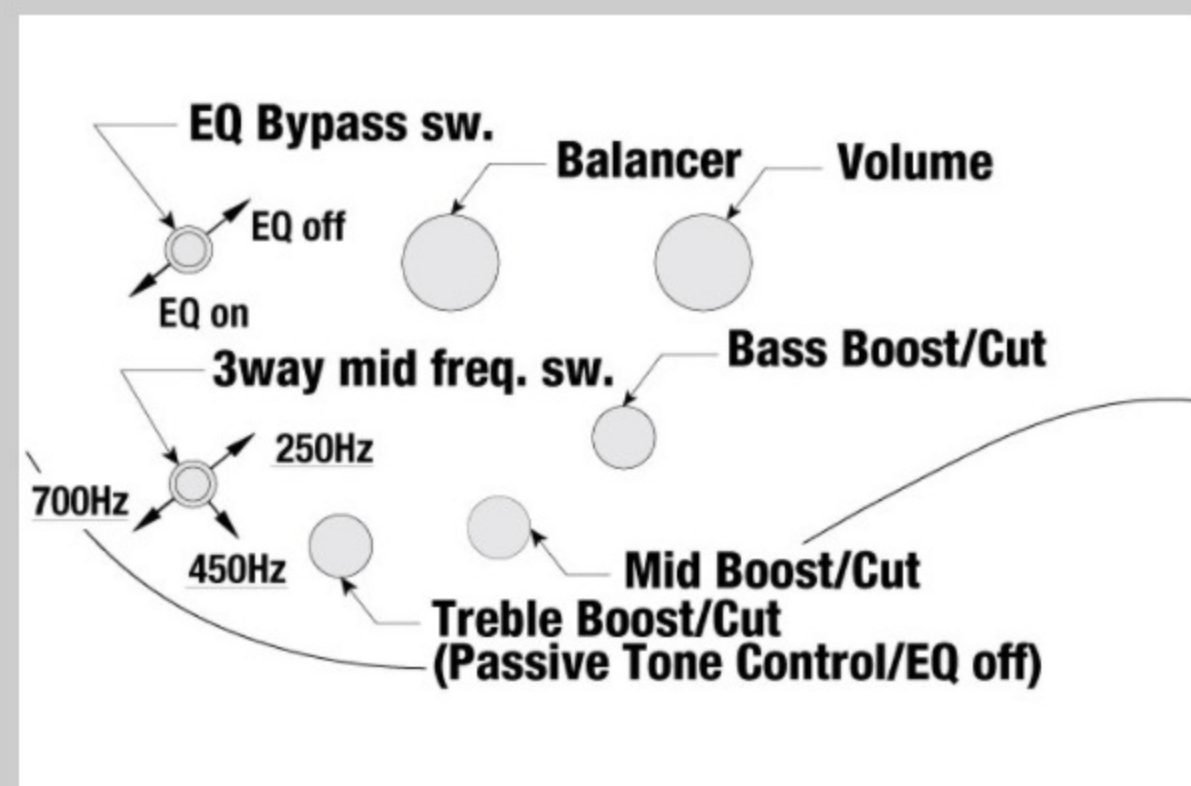 EQ Bypass sw.
Balancer
Volume
EQ off
EQ on
Bass Boost/Cut
3way mid freq. sw.
250Hz
700Hz
450Hz
Mid Boost/Cut
Treble Boost/Cut
(Passive Tone Control/EQ off)